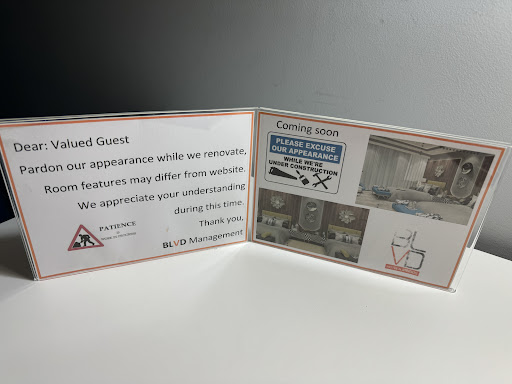 Dear: Valued Guest
Pardon our appearance while we renovate.
Room features may differ from website.
We appreciate your understanding
during this time.
Thank you,
BLVD Management
PATIENCE
Coming soon
PLEASE EXCUSE
OUR APPEARANCE
WHILE WE'RE
UNDER CONSTRUCTION
BL
VD